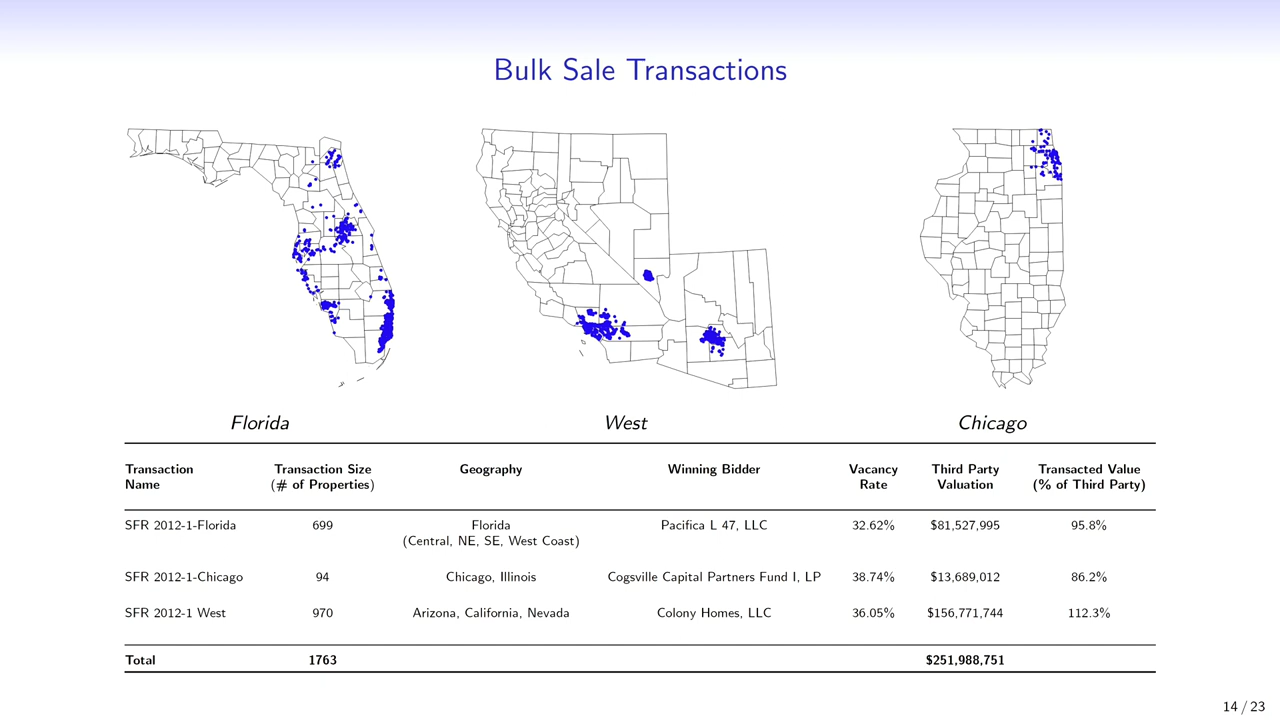 Bulk Sale Transactions
Florida
West
Chicago
Transaction Name
Transaction Size (# of Properties)
Geography
Winning Bidder
Vacancy Rate
Third Party Valuation
Transacted Value (% of Third Party)
SFR 2012-1-Florida 699 Florida (Central, NE, SE, West Coast) Pacifica L 47, LLC 32.62% $81,527,995 95.8%
SFR 2012-1-Chicago 94 Chicago, Illinois Cogsville Capital Partners Fund I, LP 38.74% $13,689,012 86.2%
SFR 2012-1 West 970 Arizona, California, Nevada Colony Homes, LLC 36.05% $156,771,744 112.3%
Total 1763 $251,988,751
14 / 23